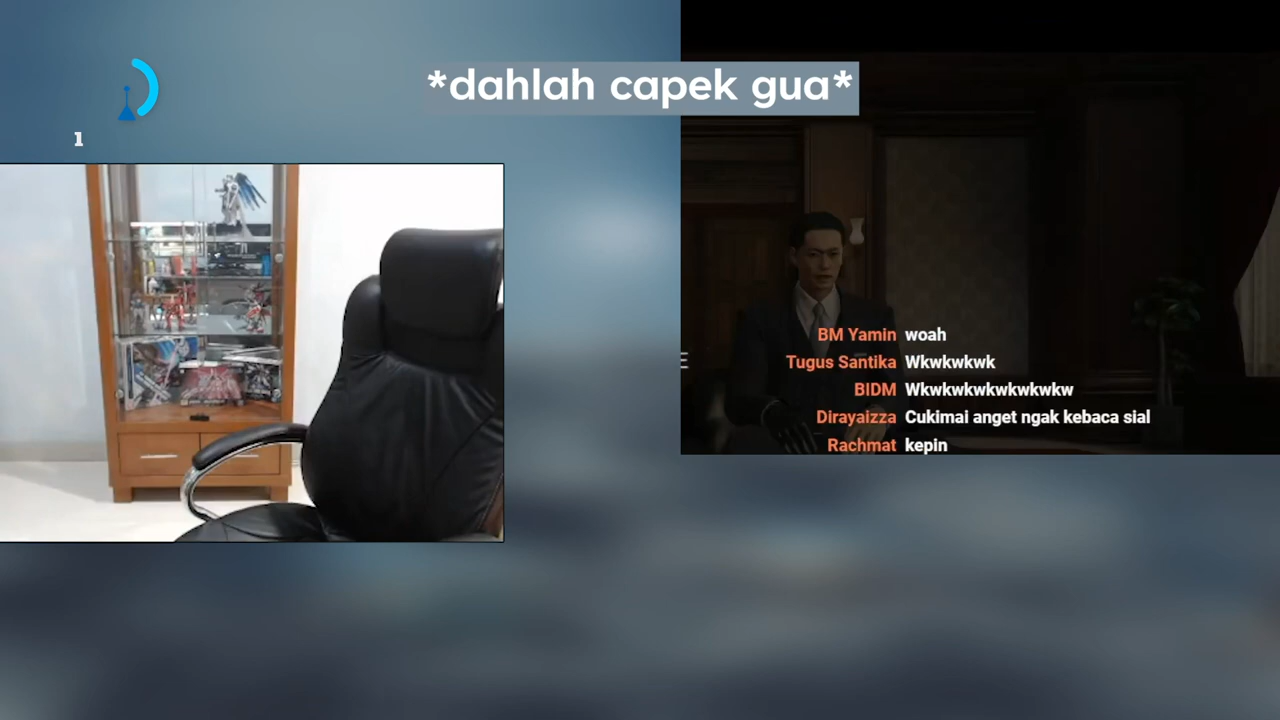 *dahlah capek gua*
1
BM Yamin woah
Tugus Santika Wkwkwkwk
BIDM Wkwkwkwkwkwkwkw
Dirayaizza Cukimai anget ngak kebaca sial
Rachmat kepin